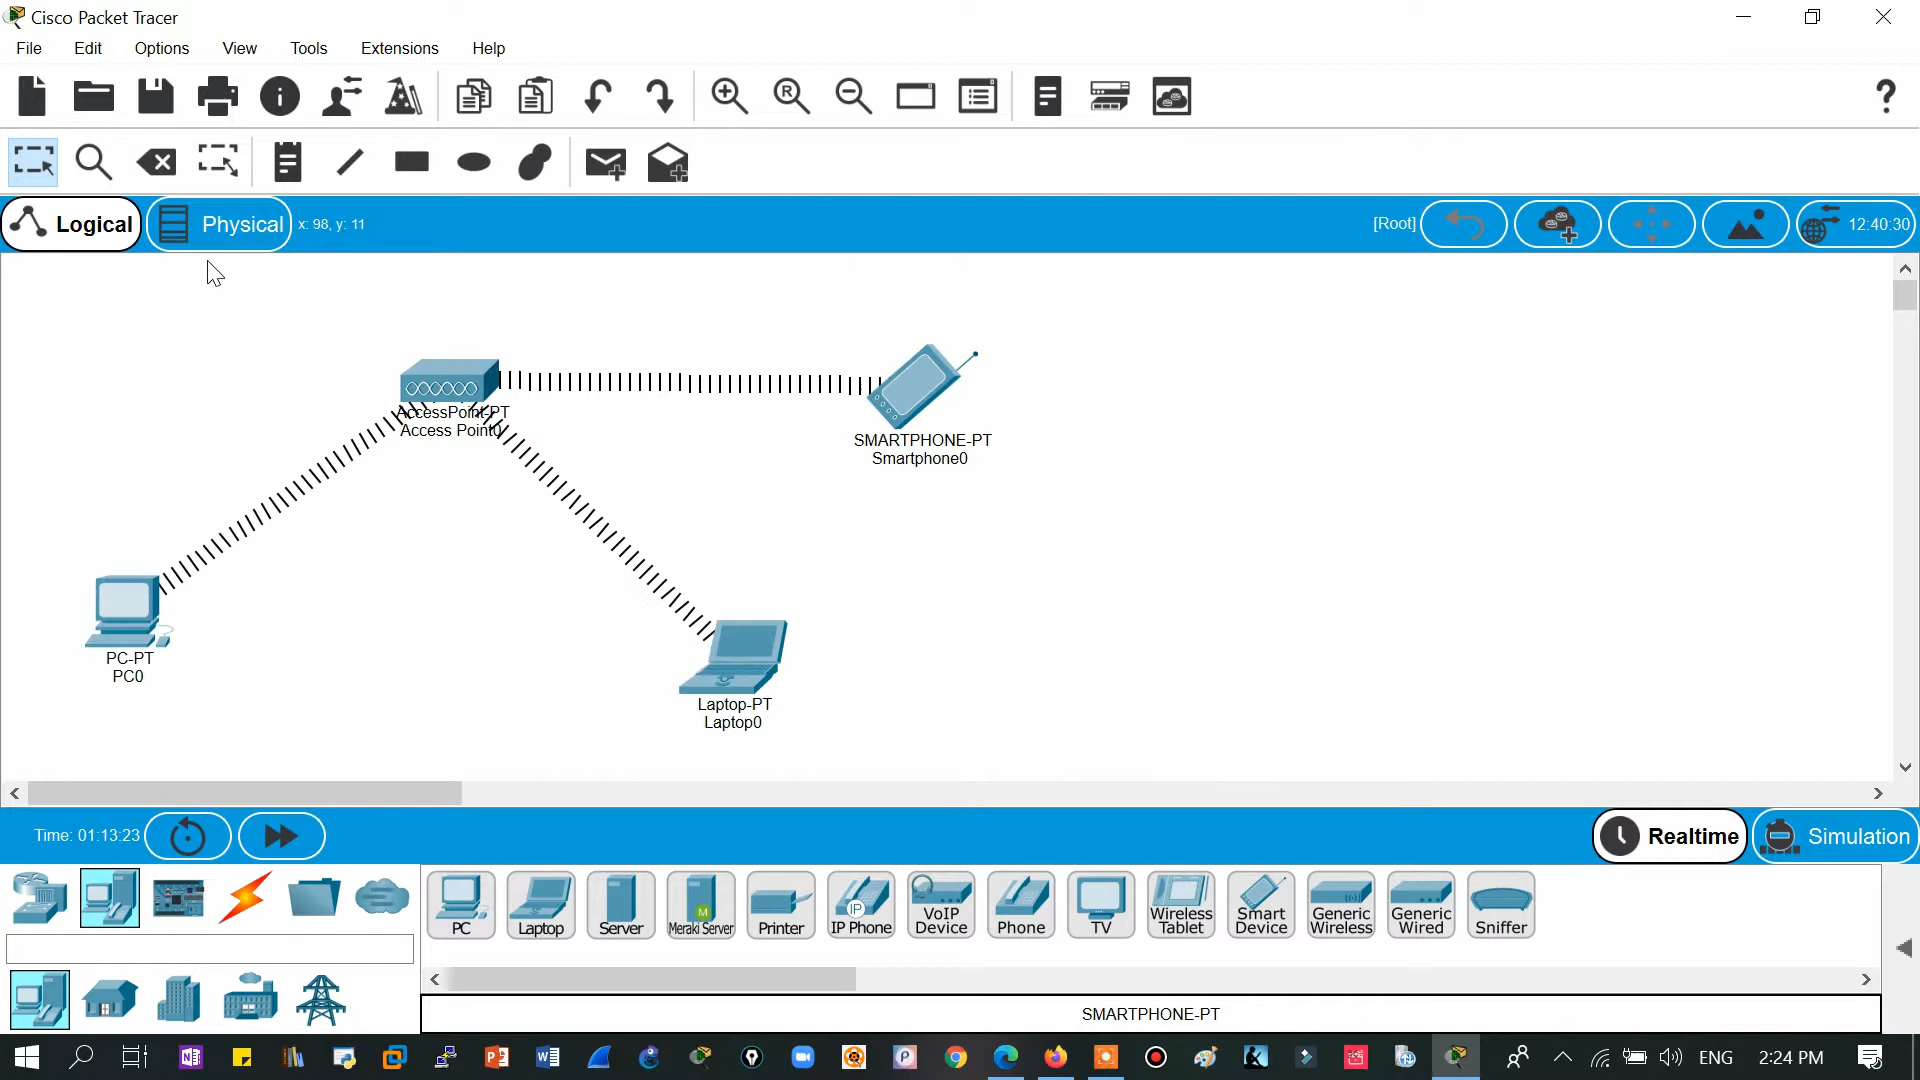 Cisco Packet Tracer
File Edit Options View Tools Extensions Help
Logical Physical x: 98, y: 11 [Root] 12:40:30
AccessPoint-PT
Access Point0
SMARTPHONE-PT
Smartphone0
PC-PT
PC0
Laptop-PT
Laptop0
Time: 01:13:23 Realtime Simulation
PC Laptop Server Meraki Server Printer IP Phone VoIP Device Phone TV Wireless Tablet Smart Device Generic Wireless Generic Wired Sniffer
SMARTPHONE-PT
ENG 2:24 PM